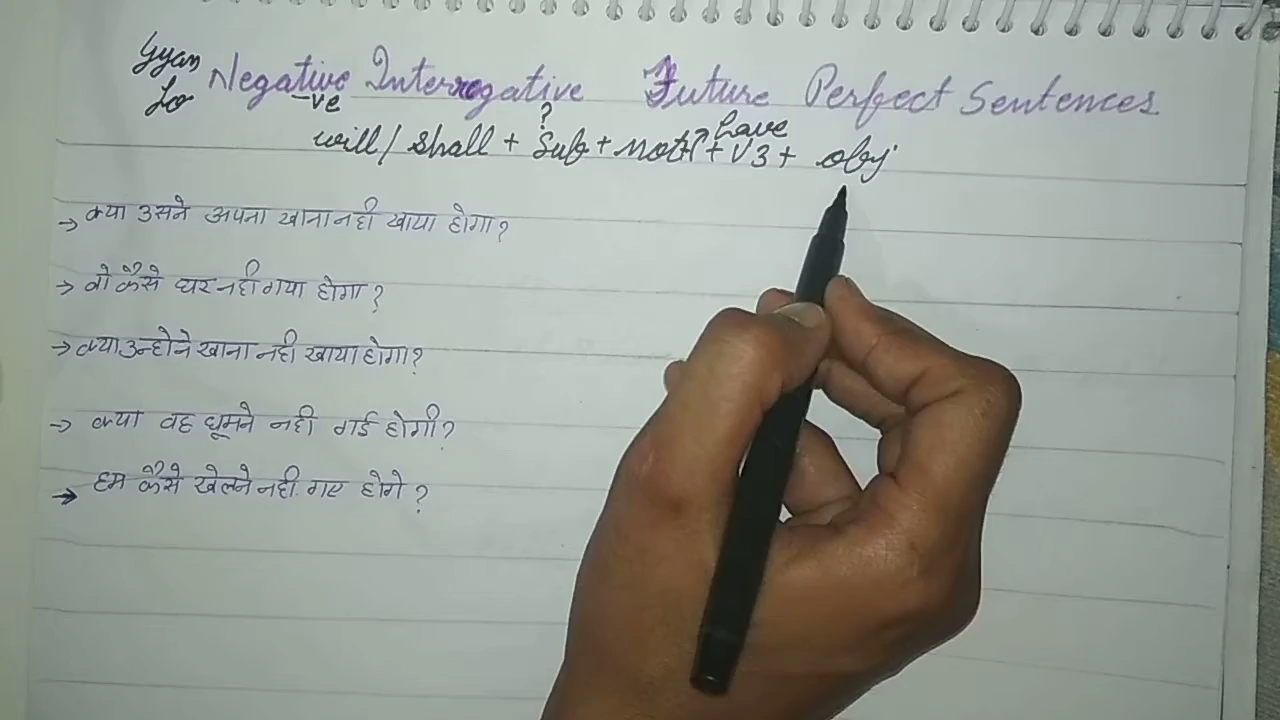 Gyan Negative Interrogative Future Perfect Sentences
-ve ?
will / shall + Sub + not + have + V3 + obj
→ क्या उसने अपना खाना नही खाया होगा?
→ वो कैसे घर नही गया होगा?
→ क्या उन्होने खाना नही खाया होगा?
→ क्या वह घूमने नही गई होगी?
→ हम कैसे खेलने नही गए होगे?